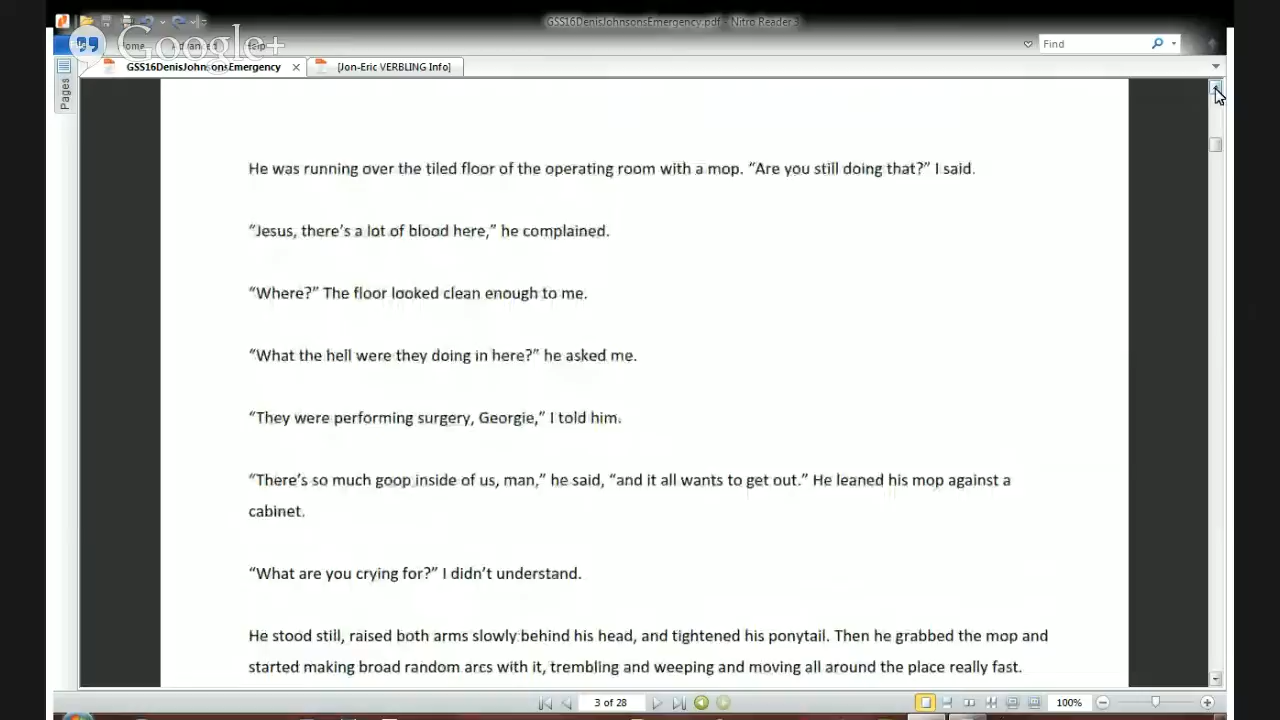 GSS16DenisJohnsonsEmergency.pdf - Nitro Reader 3
Google+
Home
Advanced
Help
Find
GSS16DenisJohnsonsEmergency
[Jon-Eric VERBLING Info]
Pages
He was running over the tiled floor of the operating room with a mop. “Are you still doing that?” I said.
“Jesus, there’s a lot of blood here,” he complained.
“Where?” The floor looked clean enough to me.
“What the hell were they doing in here?” he asked me.
“They were performing surgery, Georgie,” I told him.
“There’s so much goop inside of us, man,” he said, “and it all wants to get out.” He leaned his mop against a
cabinet.
“What are you crying for?” I didn’t understand.
He stood still, raised both arms slowly behind his head, and tightened his ponytail. Then he grabbed the mop and
started making broad random arcs with it, trembling and weeping and moving all around the place really fast.
3 of 28
100%